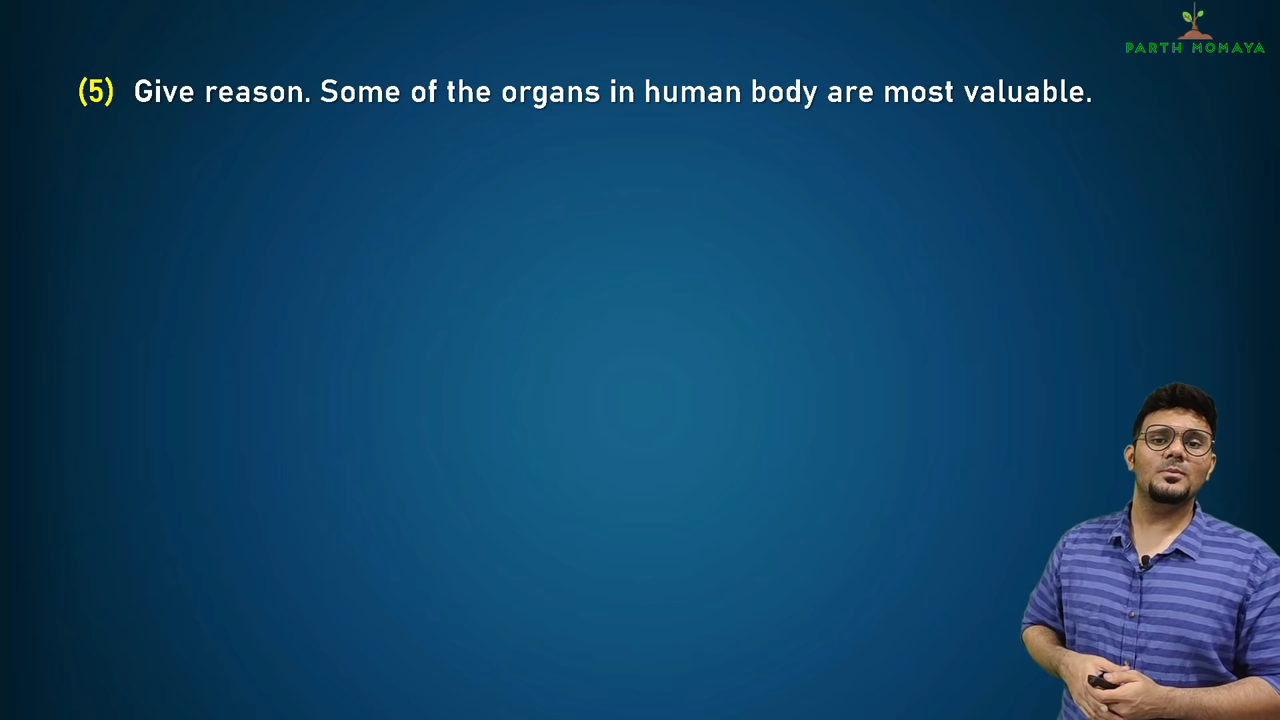 PARTH MOMAYA
(5) Give reason. Some of the organs in human body are most valuable.